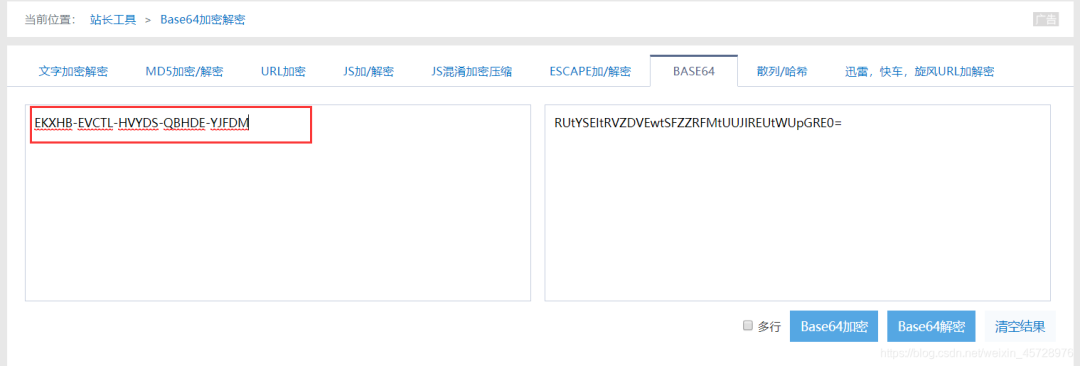 当前位置： 站长工具 > Base64加密解密 广告
文字加密解密 MD5加密/解密 URL加密 JS加/解密 JS混淆加密压缩 ESCAPE加/解密 BASE64 散列/哈希 迅雷，快车，旋风URL加解密
EKXHB-EVCTL-HVYDS-QBHDE-YJFDM
RUtYSEItRVZDVEwtSFZZRFMtUUJIREUtWUpGRE0=
多行 Base64加密 Base64解密 清空结果
https://blog.csdn.net/weixin_45728976